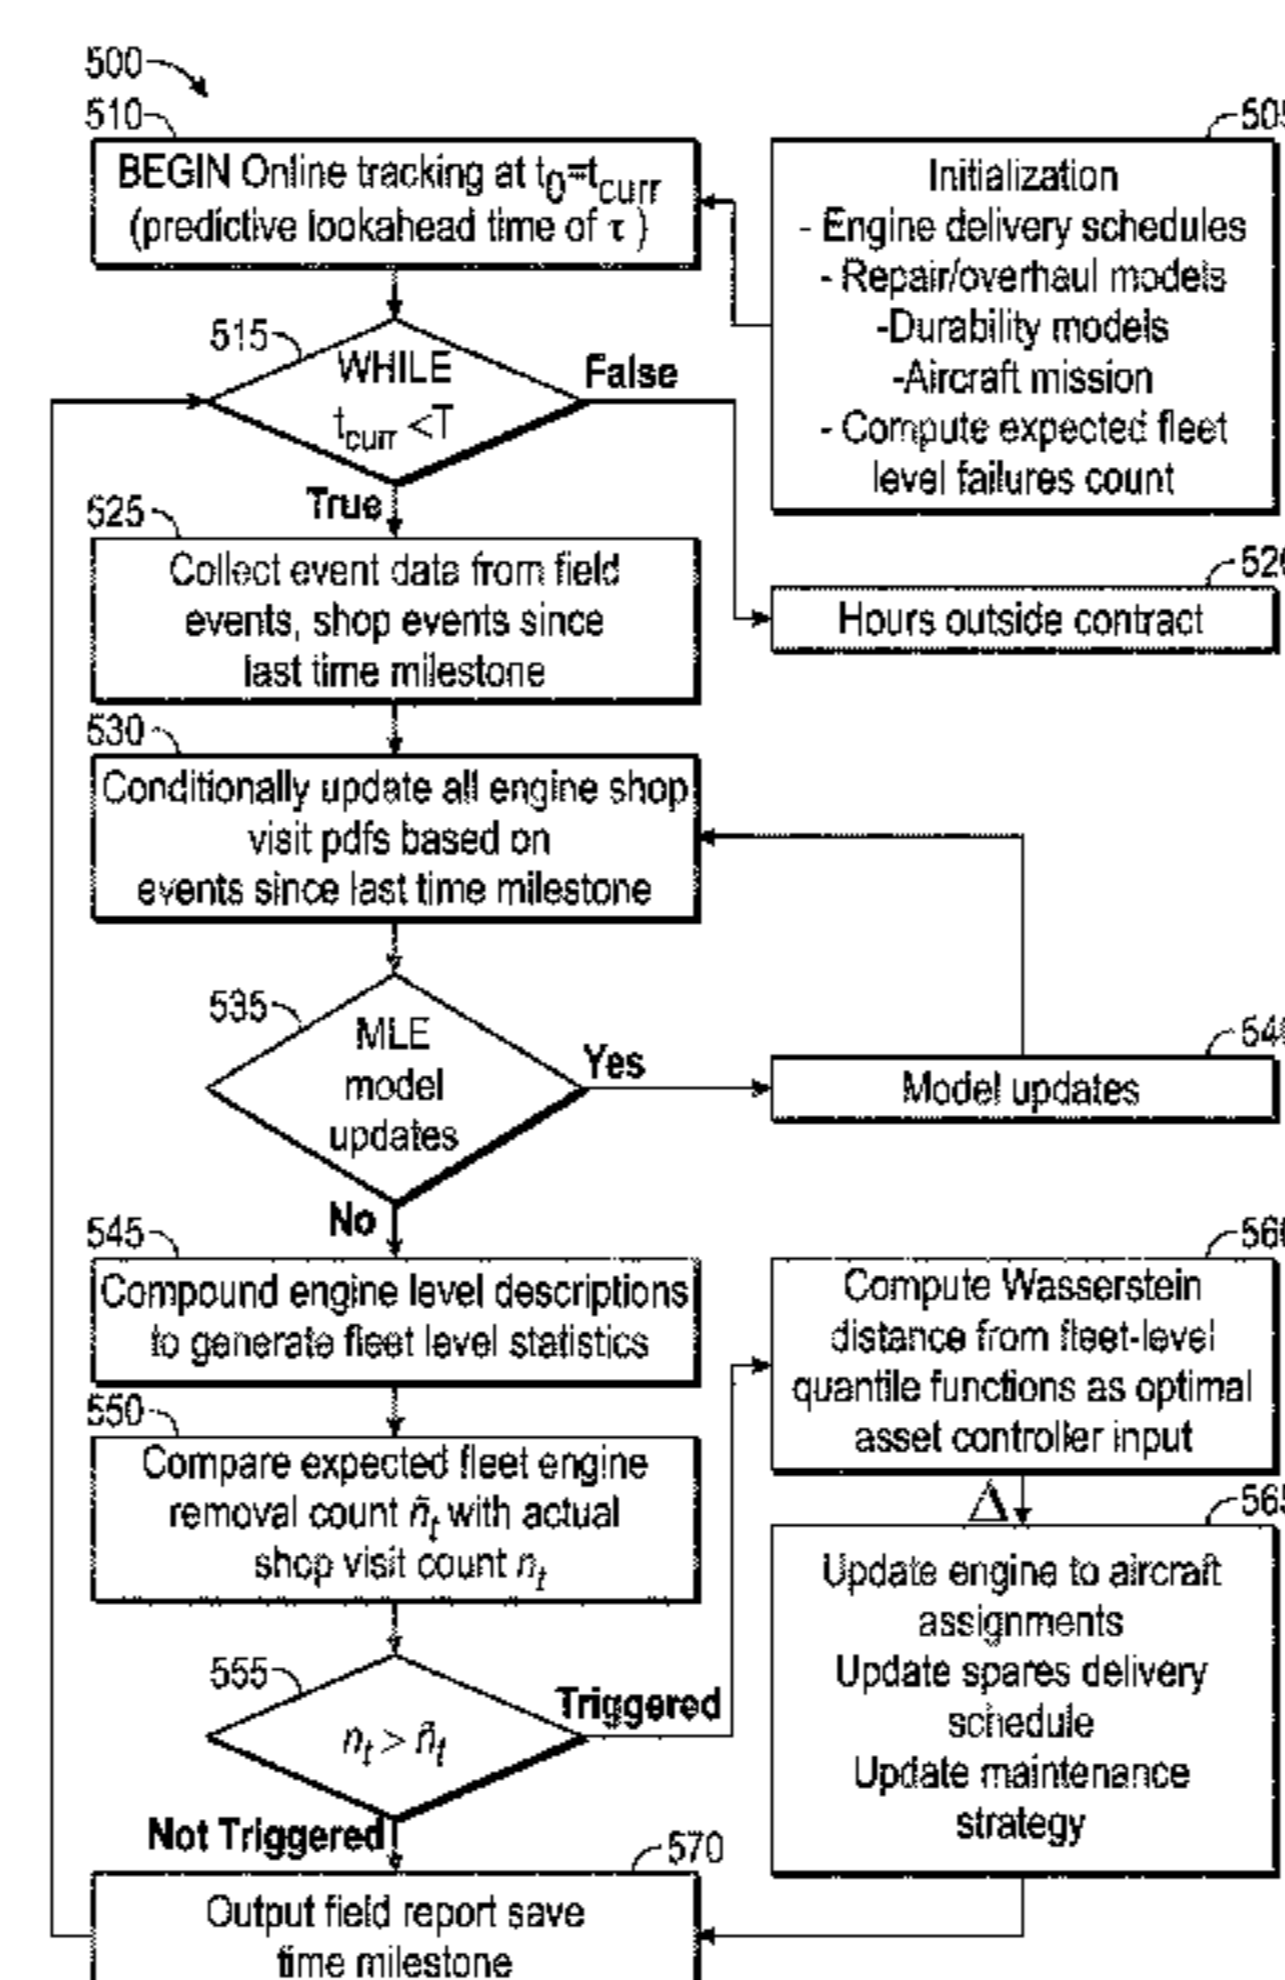 500
510
BEGIN Online tracking at t0=tcurr
(predictive lookahead time of τ )
505
Initialization
- Engine delivery schedules
- Repair/overhaul models
-Durability models
-Aircraft mission
- Compute expected fleet
level failures count
515
WHILE
tcurr <T
False
True
520
Hours outside contract
525
Collect event data from field
events, shop events since
last time milestone
530
Conditionally update all engine shop
visit pdfs based on
events since last time milestone
535
MLE
model
updates
Yes
No
540
Model updates
545
Compound engine level descriptions
to generate fleet level statistics
550
Compare expected fleet engine
removal count ñt with actual
shop visit count nt
560
Compute Wasserstein
distance from fleet-level
quantile functions as optimal
asset controller input
Δ
565
Update engine to aircraft
assignments
Update spares delivery
schedule
Update maintenance
strategy
555
nt > ñt
Triggered
Not Triggered
570
Output field report save
time milestone